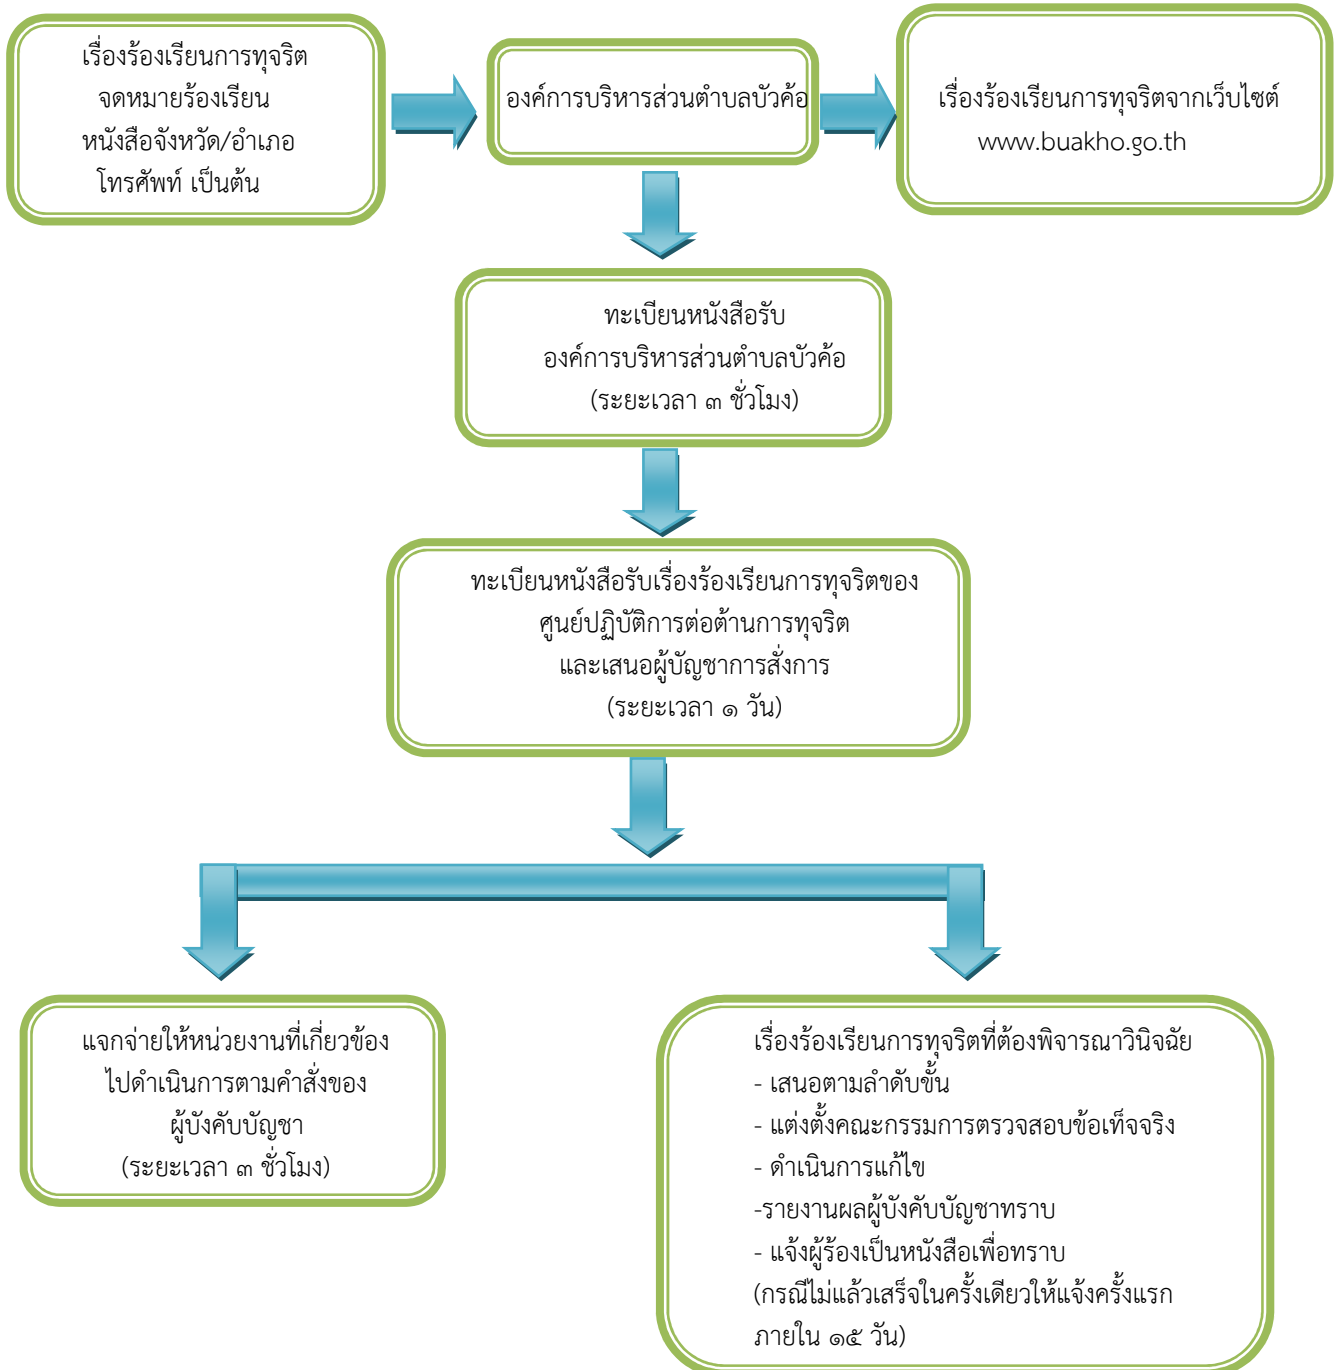 เรื่องร้องเรียนการทุจริต
จดหมายร้องเรียน
หนังสือจังหวัด/อำเภอ
โทรศัพท์ เป็นต้น
องค์การบริหารส่วนตำบลบัวค้อ
เรื่องร้องเรียนการทุจริตจากเว็บไซต์
www.buakho.go.th
ทะเบียนหนังสือรับ
องค์การบริหารส่วนตำบลบัวค้อ
(ระยะเวลา ๓ ชั่วโมง)
ทะเบียนหนังสือรับเรื่องร้องเรียนการทุจริตของ
ศูนย์ปฏิบัติการต่อต้านการทุจริต
และเสนอผู้บัญชาการสั่งการ
(ระยะเวลา ๑ วัน)
แจกจ่ายให้หน่วยงานที่เกี่ยวข้อง
ไปดำเนินการตามคำสั่งของ
ผู้บังคับบัญชา
(ระยะเวลา ๓ ชั่วโมง)
เรื่องร้องเรียนการทุจริตที่ต้องพิจารณาวินิจฉัย
- เสนอตามลำดับขั้น
- แต่งตั้งคณะกรรมการตรวจสอบข้อเท็จจริง
- ดำเนินการแก้ไข
-รายงานผลผู้บังคับบัญชาทราบ
- แจ้งผู้ร้องเป็นหนังสือเพื่อทราบ
(กรณีไม่แล้วเสร็จในครั้งเดียวให้แจ้งครั้งแรก
ภายใน ๑๕ วัน)